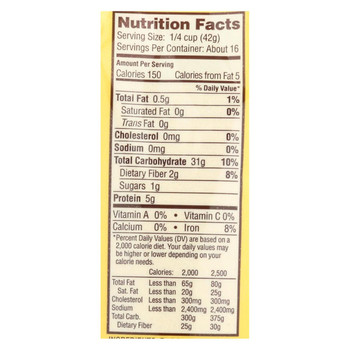 Nutrition Facts
Serving Size: 1/4 cup (42g)
Servings Per Container: About 16
Amount Per Serving
Calories 150 Calories from Fat 5
% Daily Value*
Total Fat 0.5g 1%
Saturated Fat 0g 0%
Trans Fat 0g
Cholesterol 0mg 0%
Sodium 0mg 0%
Total Carbohydrate 31g 10%
Dietary Fiber 2g 8%
Sugars 1g
Protein 5g
Vitamin A 0% • Vitamin C 0%
Calcium 0% • Iron 8%
*Percent Daily Values (DV) are based on a
2,000 calorie diet. Your daily values may
be higher or lower depending on your
calorie needs.
Calories: 2,000 2,500
Total Fat Less than 65g 80g
Sat. Fat Less than 20g 25g
Cholesterol Less than 300mg 300mg
Sodium Less than 2,400mg 2,400mg
Total Carb. 300g 375g
Dietary Fiber 25g 30g